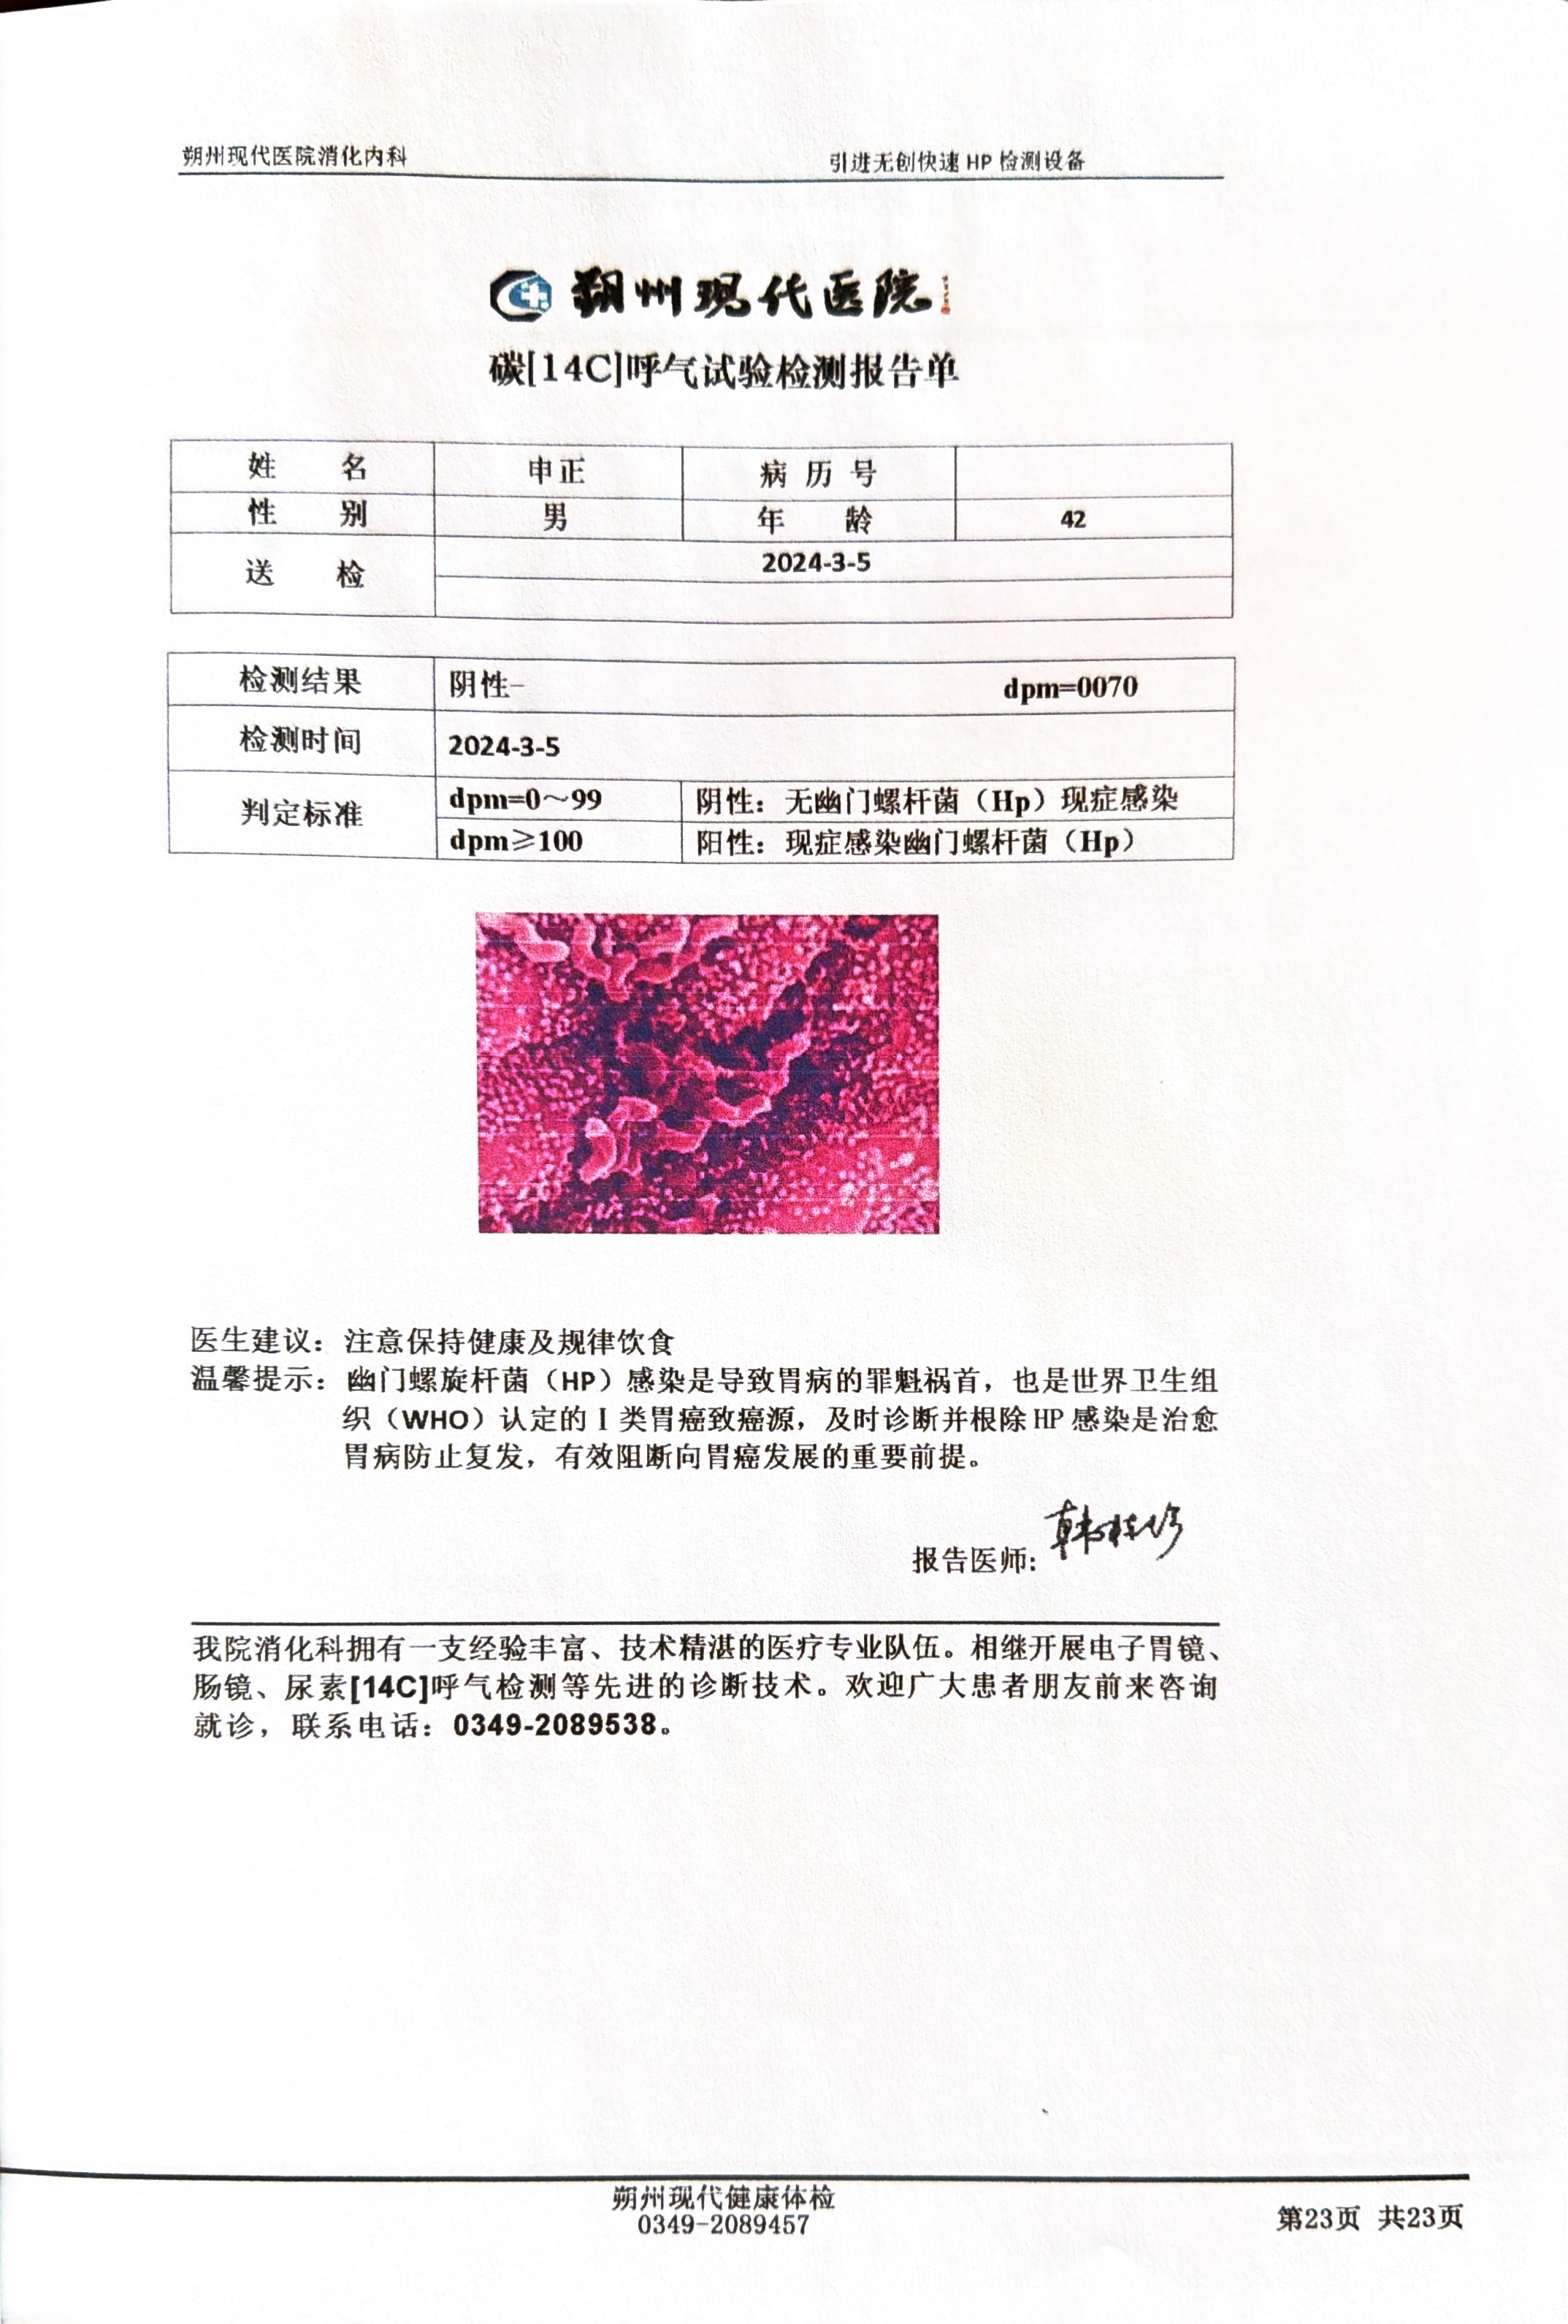 朔州现代医院消化内科 引进无创快速 HP 检测设备
朔州现代医院
碳[14C]呼气试验检测报告单
姓 名 申正 病 历 号
性 别 男 年 龄 42
送 检 2024-3-5
检测结果 阴性- dpm=0070
检测时间 2024-3-5
判定标准 dpm=0～99 阴性：无幽门螺杆菌（Hp）现症感染
dpm≥100 阳性：现症感染幽门螺杆菌（Hp）
医生建议：注意保持健康及规律饮食
温馨提示：幽门螺旋杆菌（HP）感染是导致胃病的罪魁祸首，也是世界卫生组
织（WHO）认定的 I 类胃癌致癌源，及时诊断并根除 HP 感染是治愈
胃病防止复发，有效阻断向胃癌发展的重要前提。
报告医师：
我院消化科拥有一支经验丰富、技术精湛的医疗专业队伍。相继开展电子胃镜、
肠镜、尿素[14C]呼气检测等先进的诊断技术。欢迎广大患者朋友前来咨询
就诊，联系电话：0349-2089538。
朔州现代健康体检
0349-2089457
第23页 共23页